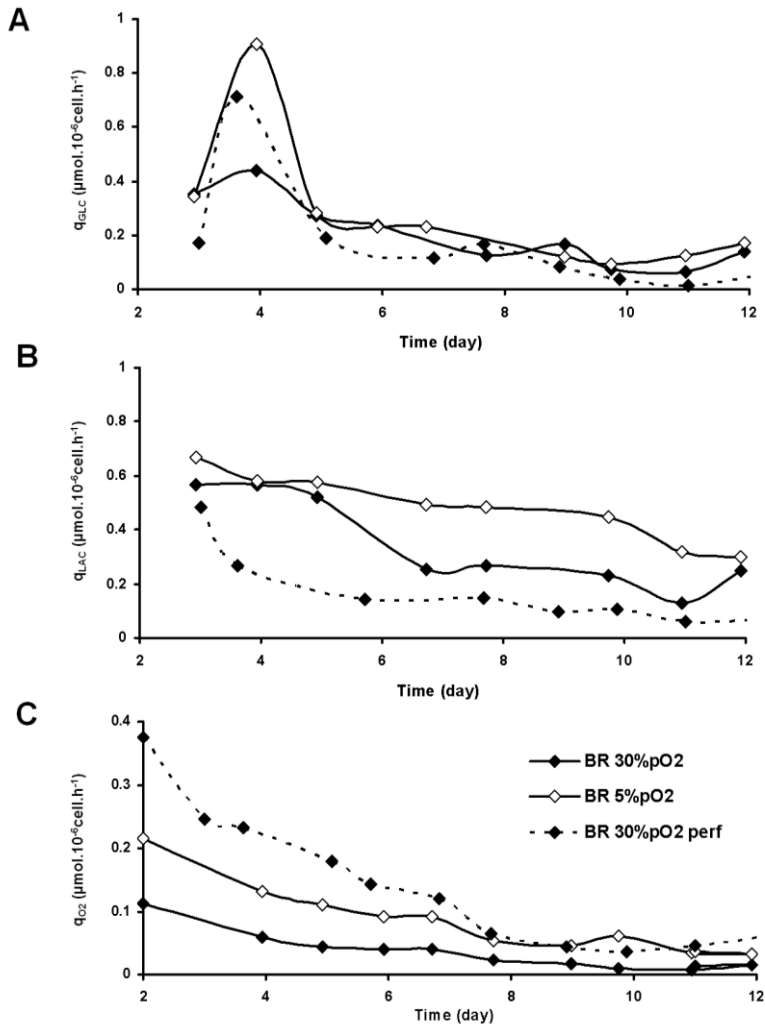 A
1
0.8
0.6
0.4
0.2
0
qGLC (µmol.10-6cell.h-1)
2 4 6 8 10 12
Time (day)
B
1
0.8
0.6
0.4
0.2
0
qLAC (µmol.10-6cell.h-1)
2 4 6 8 10 12
Time (day)
C
0.4
0.3
0.2
0.1
0
qO2 (µmol.10-6cell.h-1)
BR 30%pO2
BR 5%pO2
BR 30%pO2 perf
2 4 6 8 10 12
Time (day)